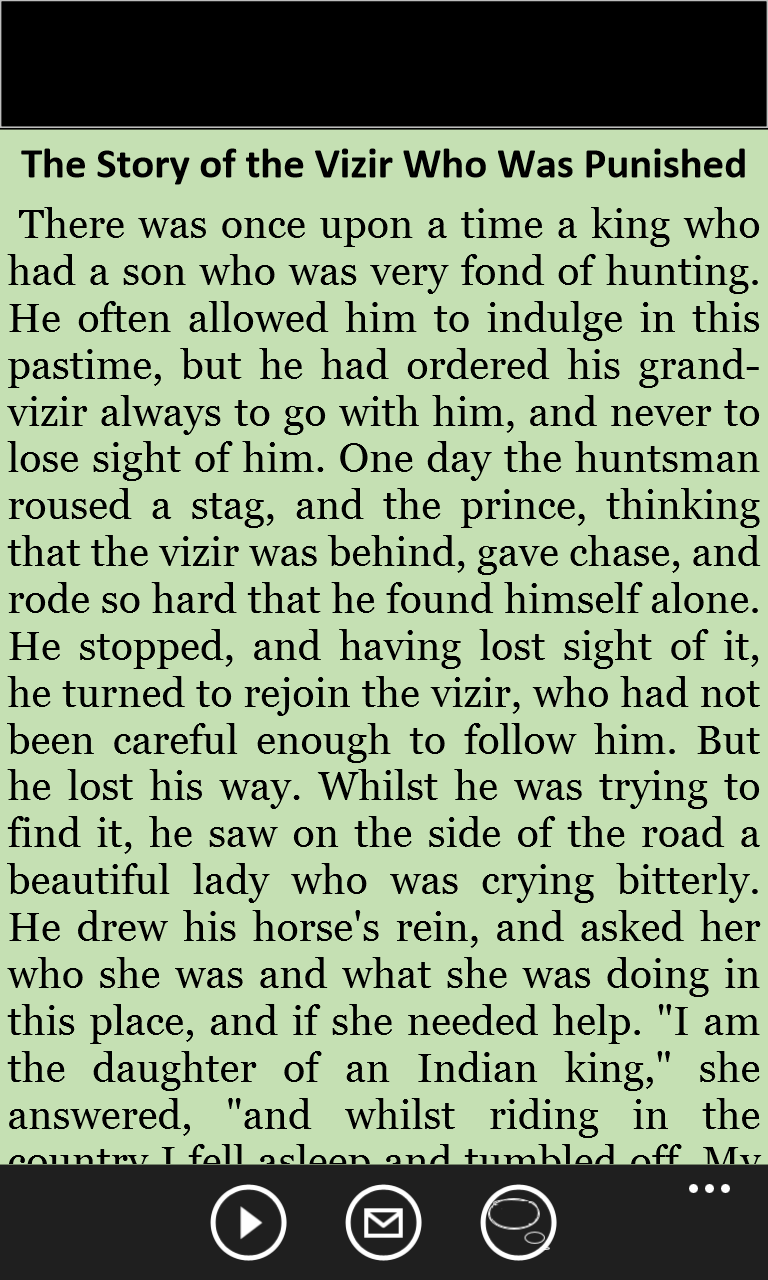 The Story of the Vizir Who Was Punished
There was once upon a time a king who
had a son who was very fond of hunting.
He often allowed him to indulge in this
pastime, but he had ordered his grand-
vizir always to go with him, and never to
lose sight of him. One day the huntsman
roused a stag, and the prince, thinking
that the vizir was behind, gave chase, and
rode so hard that he found himself alone.
He stopped, and having lost sight of it,
he turned to rejoin the vizir, who had not
been careful enough to follow him. But
he lost his way. Whilst he was trying to
find it, he saw on the side of the road a
beautiful lady who was crying bitterly.
He drew his horse's rein, and asked her
who she was and what she was doing in
this place, and if she needed help. "I am
the daughter of an Indian king," she
answered, "and whilst riding in the
country I fell asleep and tumbled off. My